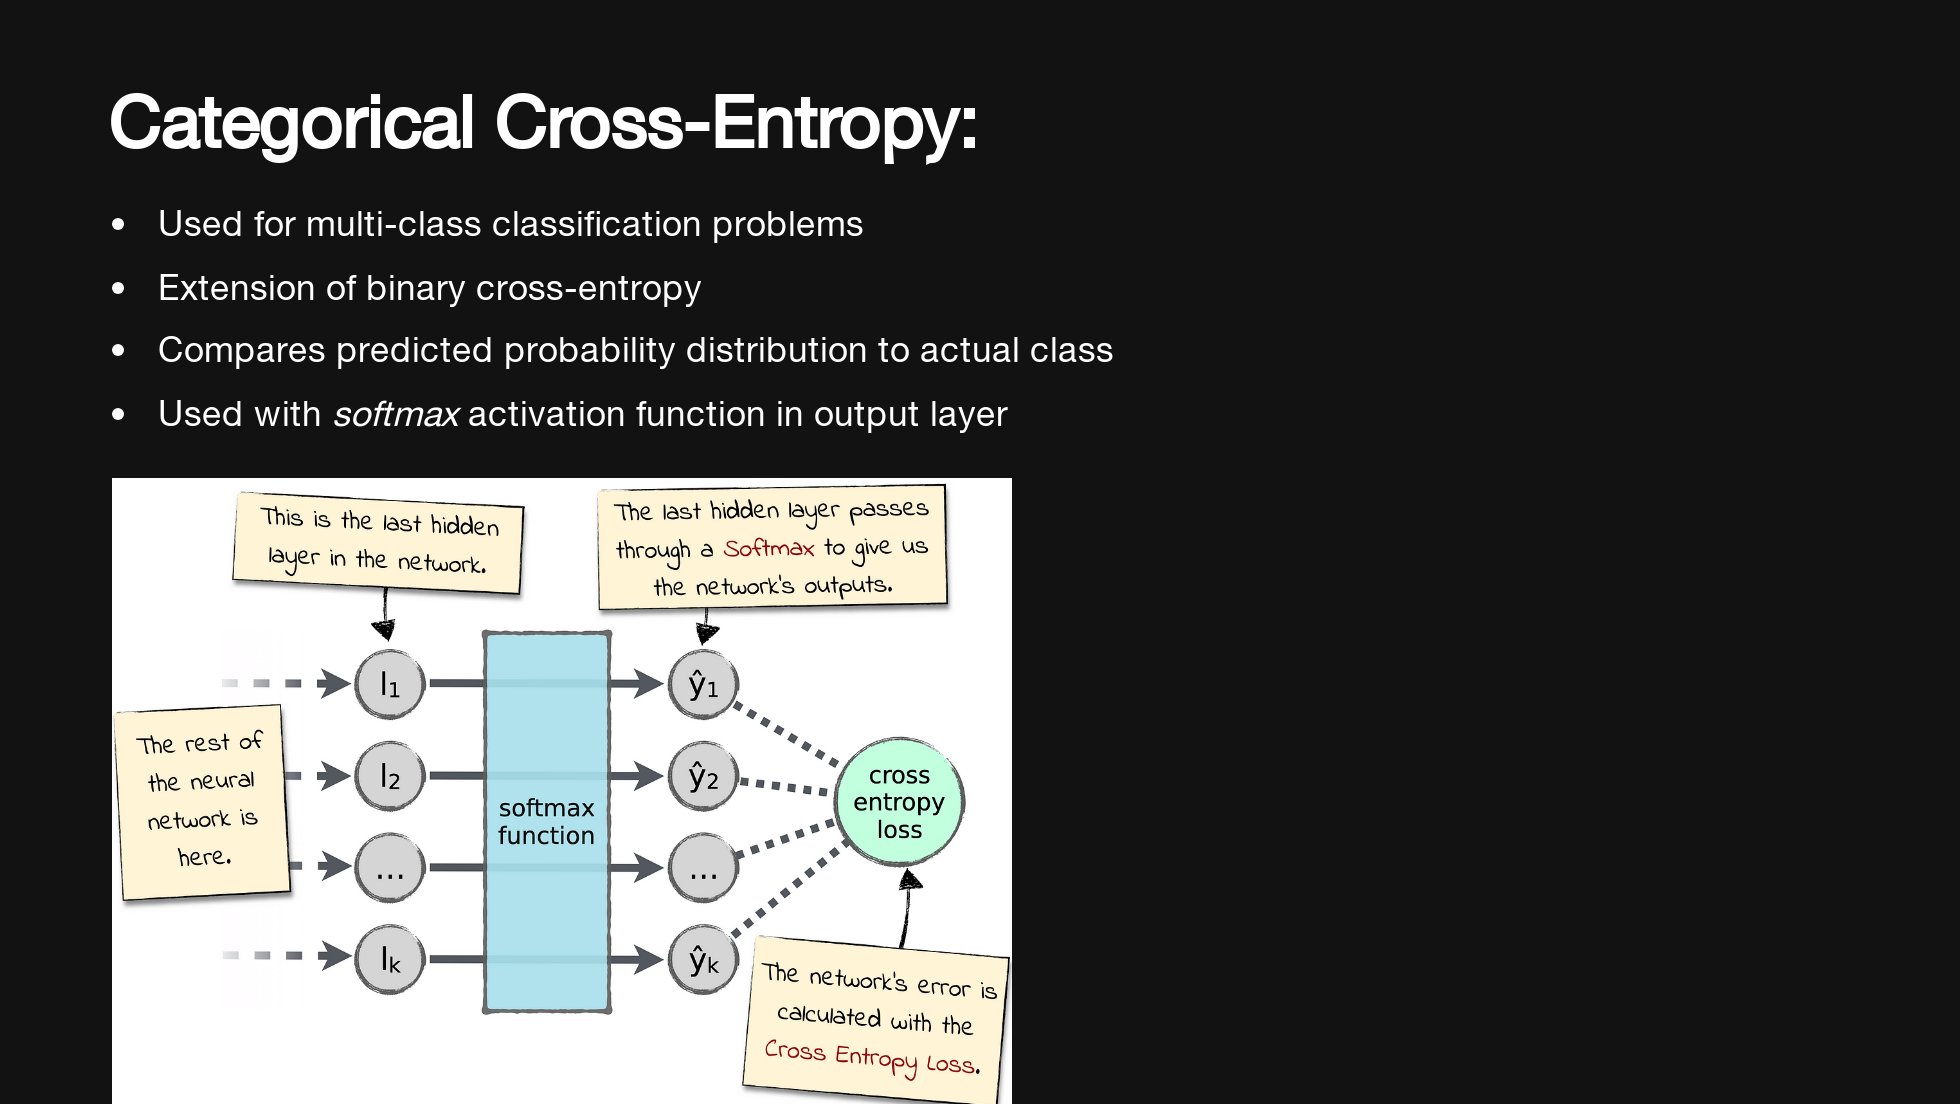 Categorical Cross-Entropy:
• Used for multi-class classification problems
• Extension of binary cross-entropy
• Compares predicted probability distribution to actual class
• Used with softmax activation function in output layer
This is the last hidden
layer in the network.
The last hidden layer passes
through a Softmax to give us
the network's outputs.
The rest of
the neural
network is
here.
l₁
l₂
...
lₖ
softmax
function
ŷ₁
ŷ₂
...
ŷₖ
cross
entropy
loss
The network's error is
calculated with the
Cross Entropy Loss.